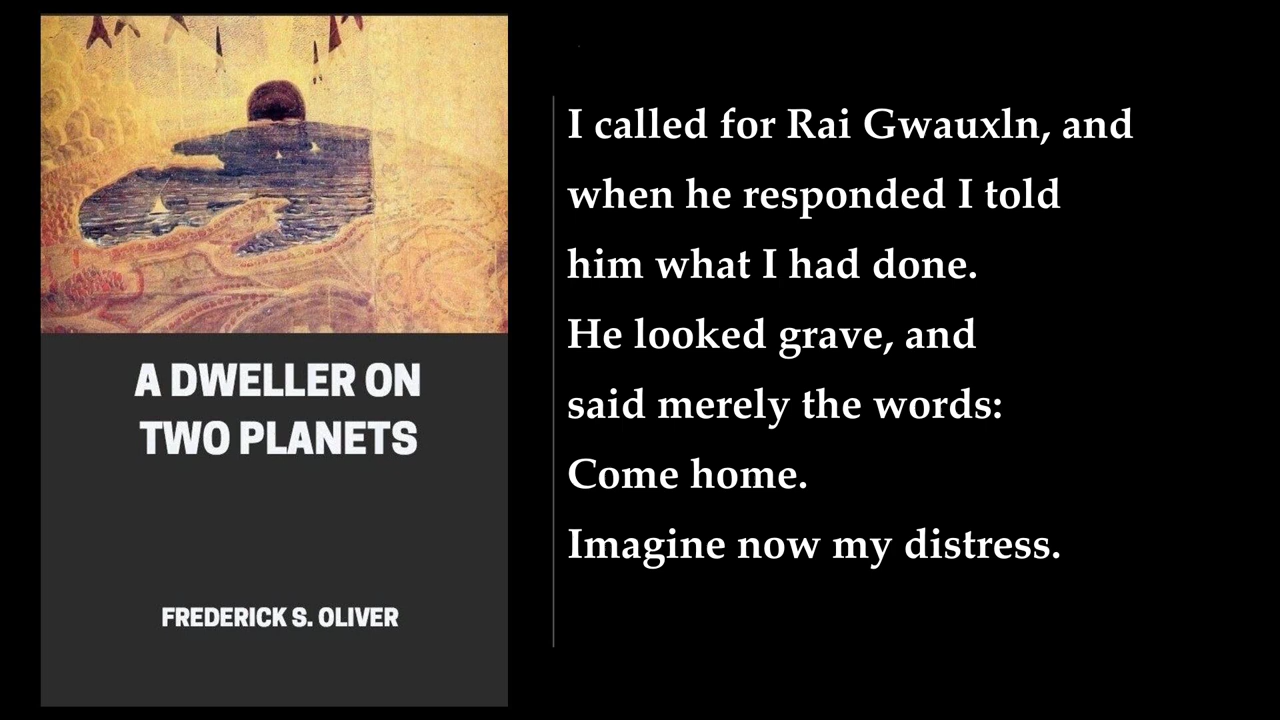 A DWELLER ON
TWO PLANETS
FREDERICK S. OLIVER
I called for Rai Gwauxln, and
when he responded I told
him what I had done.
He looked grave, and
said merely the words:
Come home.
Imagine now my distress.